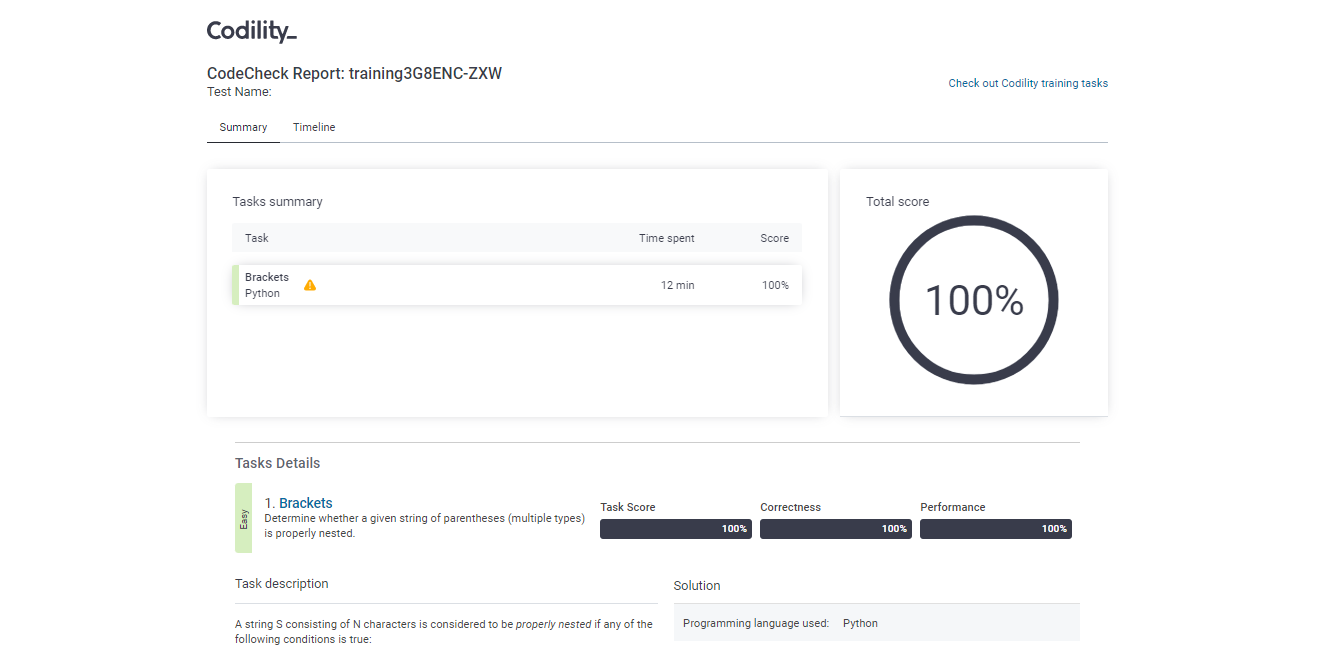 Codility_
CodeCheck Report: training3G8ENC-ZXW
Test Name:
Check out Codility training tasks
Summary Timeline
Tasks summary
Task Time spent Score
Brackets
Python
12 min 100%
Total score
100%
Tasks Details
Easy
1. Brackets
Determine whether a given string of parentheses (multiple types)
is properly nested.
Task Score
100%
Correctness
100%
Performance
100%
Task description
A string S consisting of N characters is considered to be properly nested if any of the
following conditions is true:
Solution
Programming language used: Python